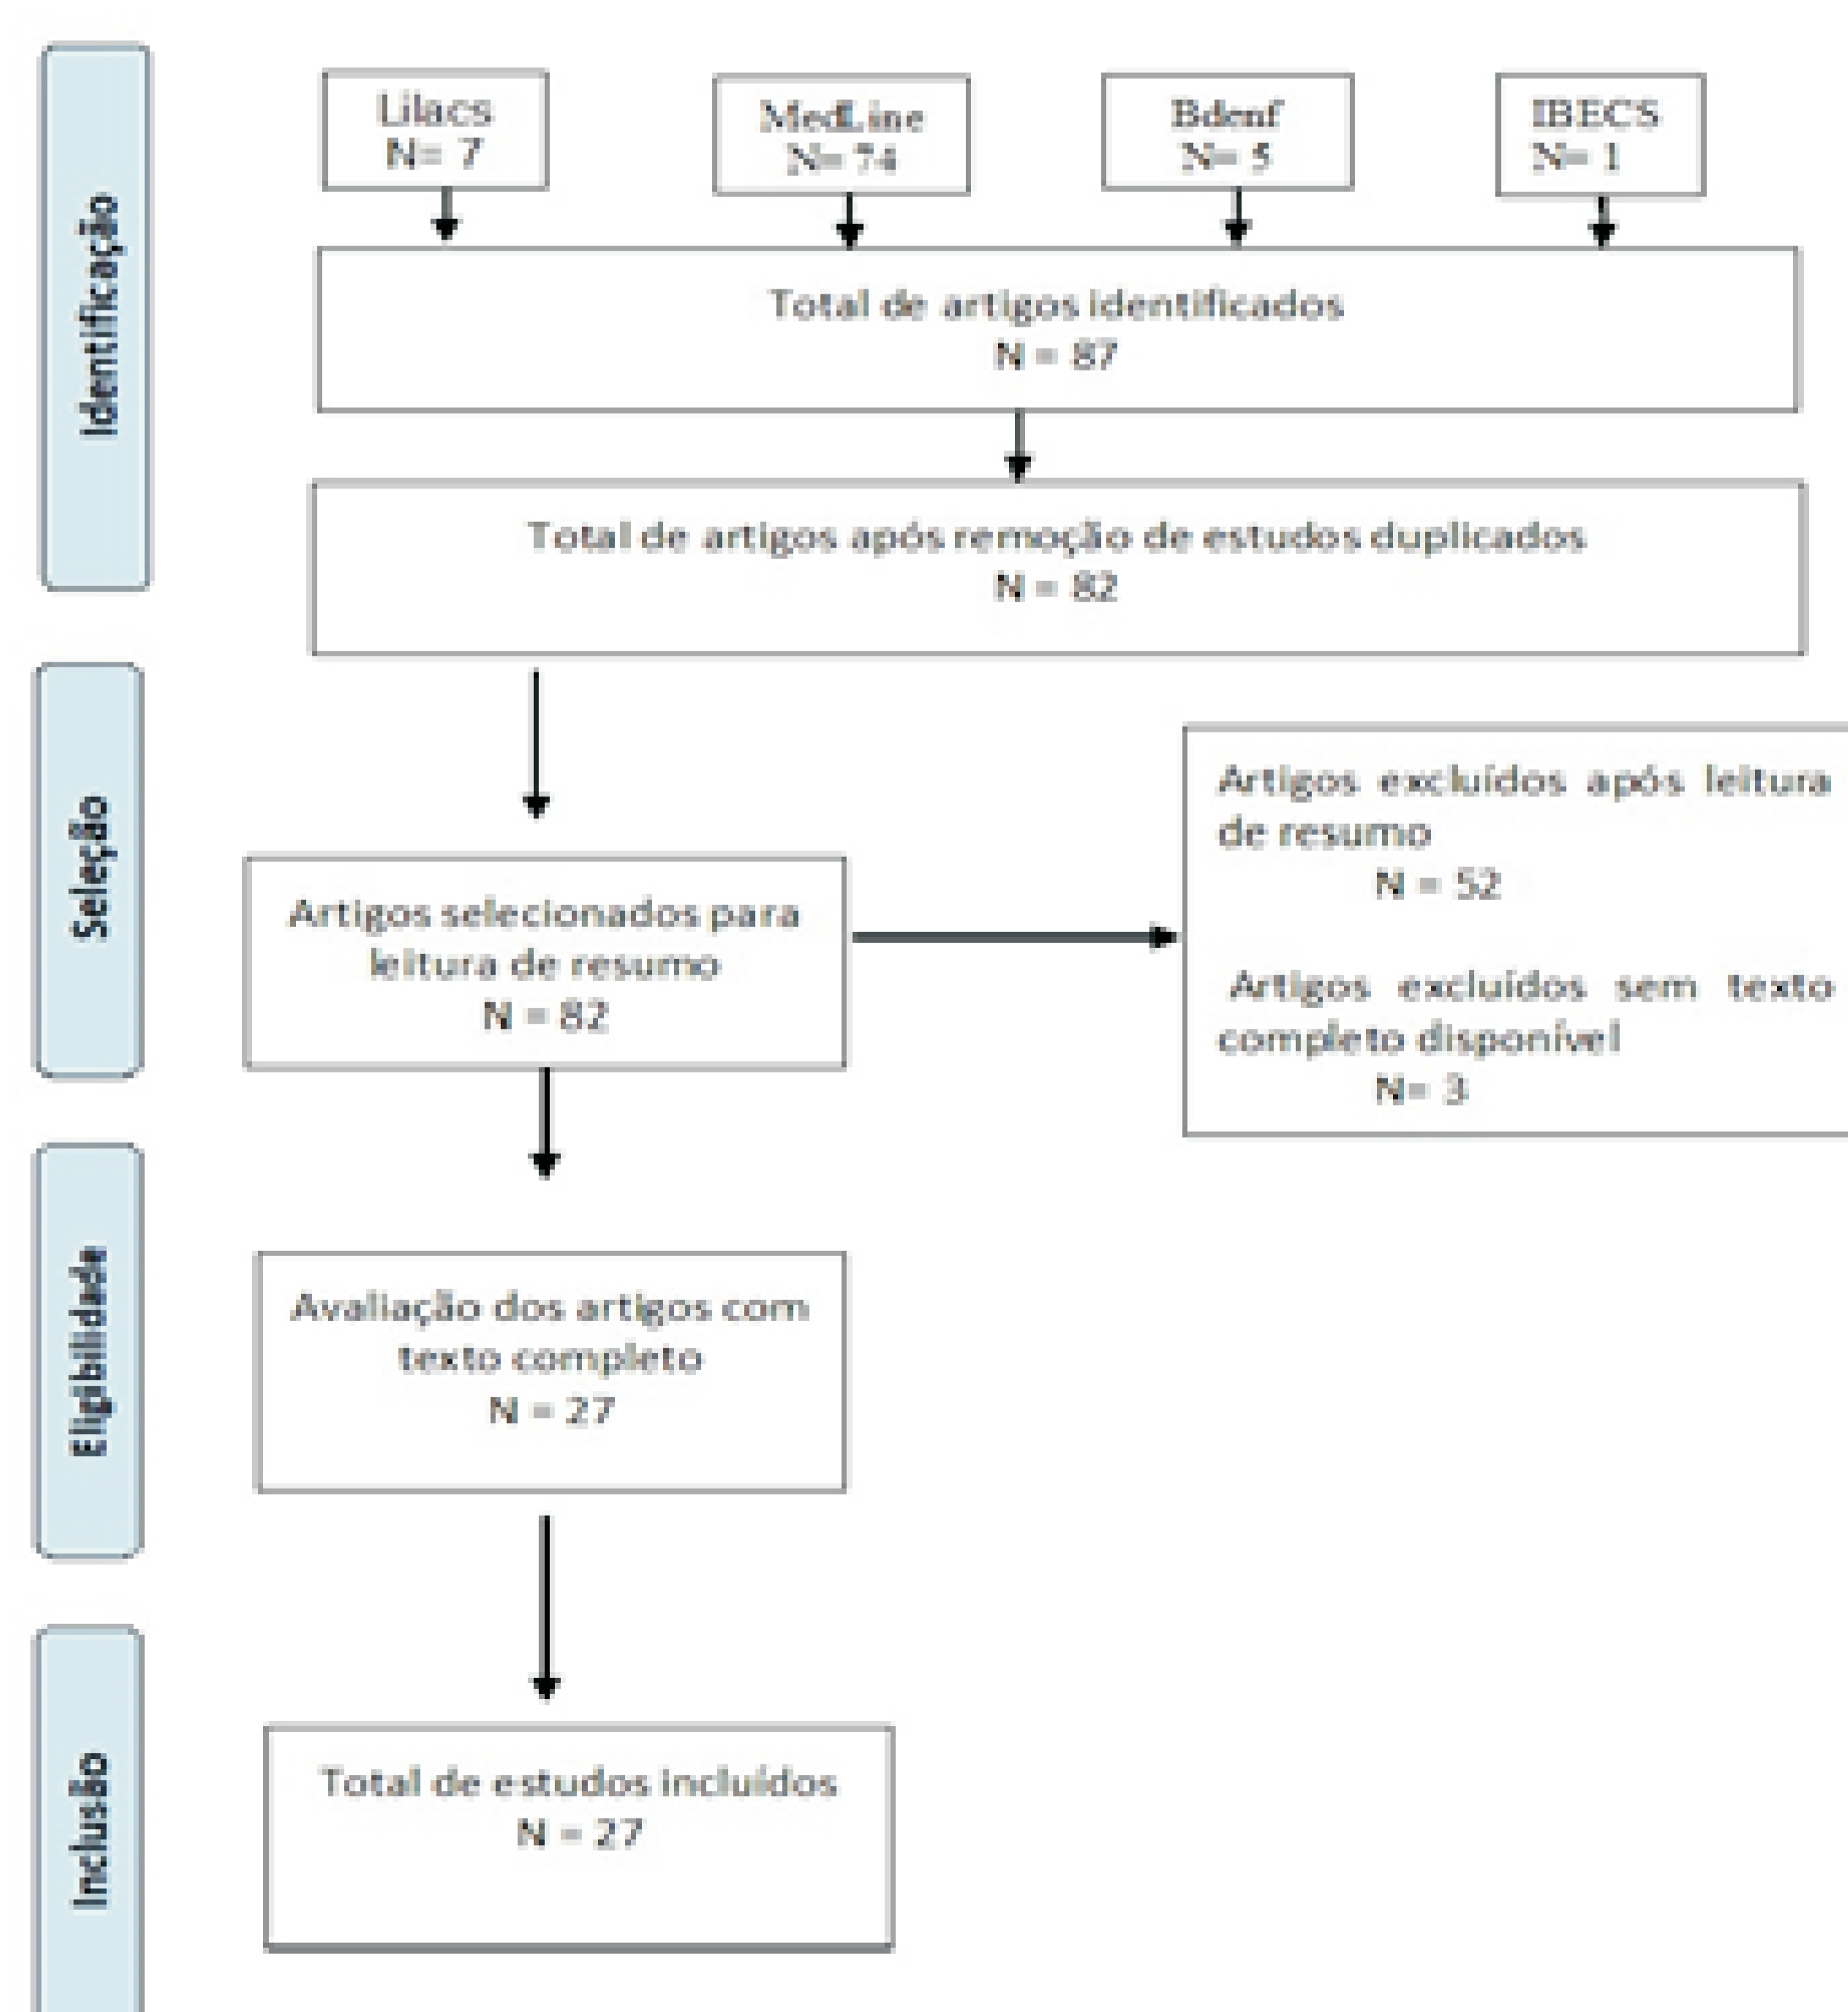 Identificação
Lilacs
N= 7
MedLine
N= 74
Bdenf
N= 5
IBECS
N= 1
Total de artigos identificados
N = 87
Total de artigos após remoção de estudos duplicados
N = 82
Seleção
Artigos selecionados para
leitura de resumo
N = 82
Artigos excluídos após leitura
de resumo
N = 52
Artigos excluídos sem texto
completo disponível
N= 3
Eligibilidade
Avaliação dos artigos com
texto completo
N = 27
Inclusão
Total de estudos incluídos
N = 27